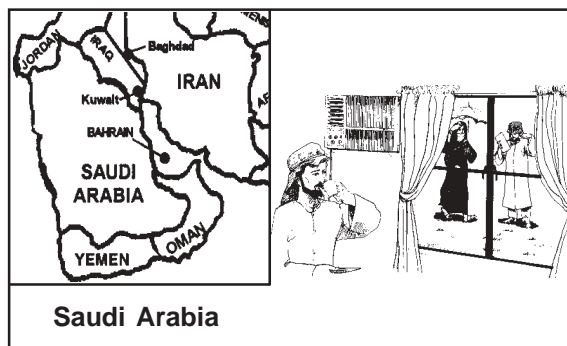 JORDAN
IRAQ
Baghdad
IRAN
Kuwait
BAHRAIN
SAUDI
ARABIA
YEMEN
OMAN
Saudi Arabia